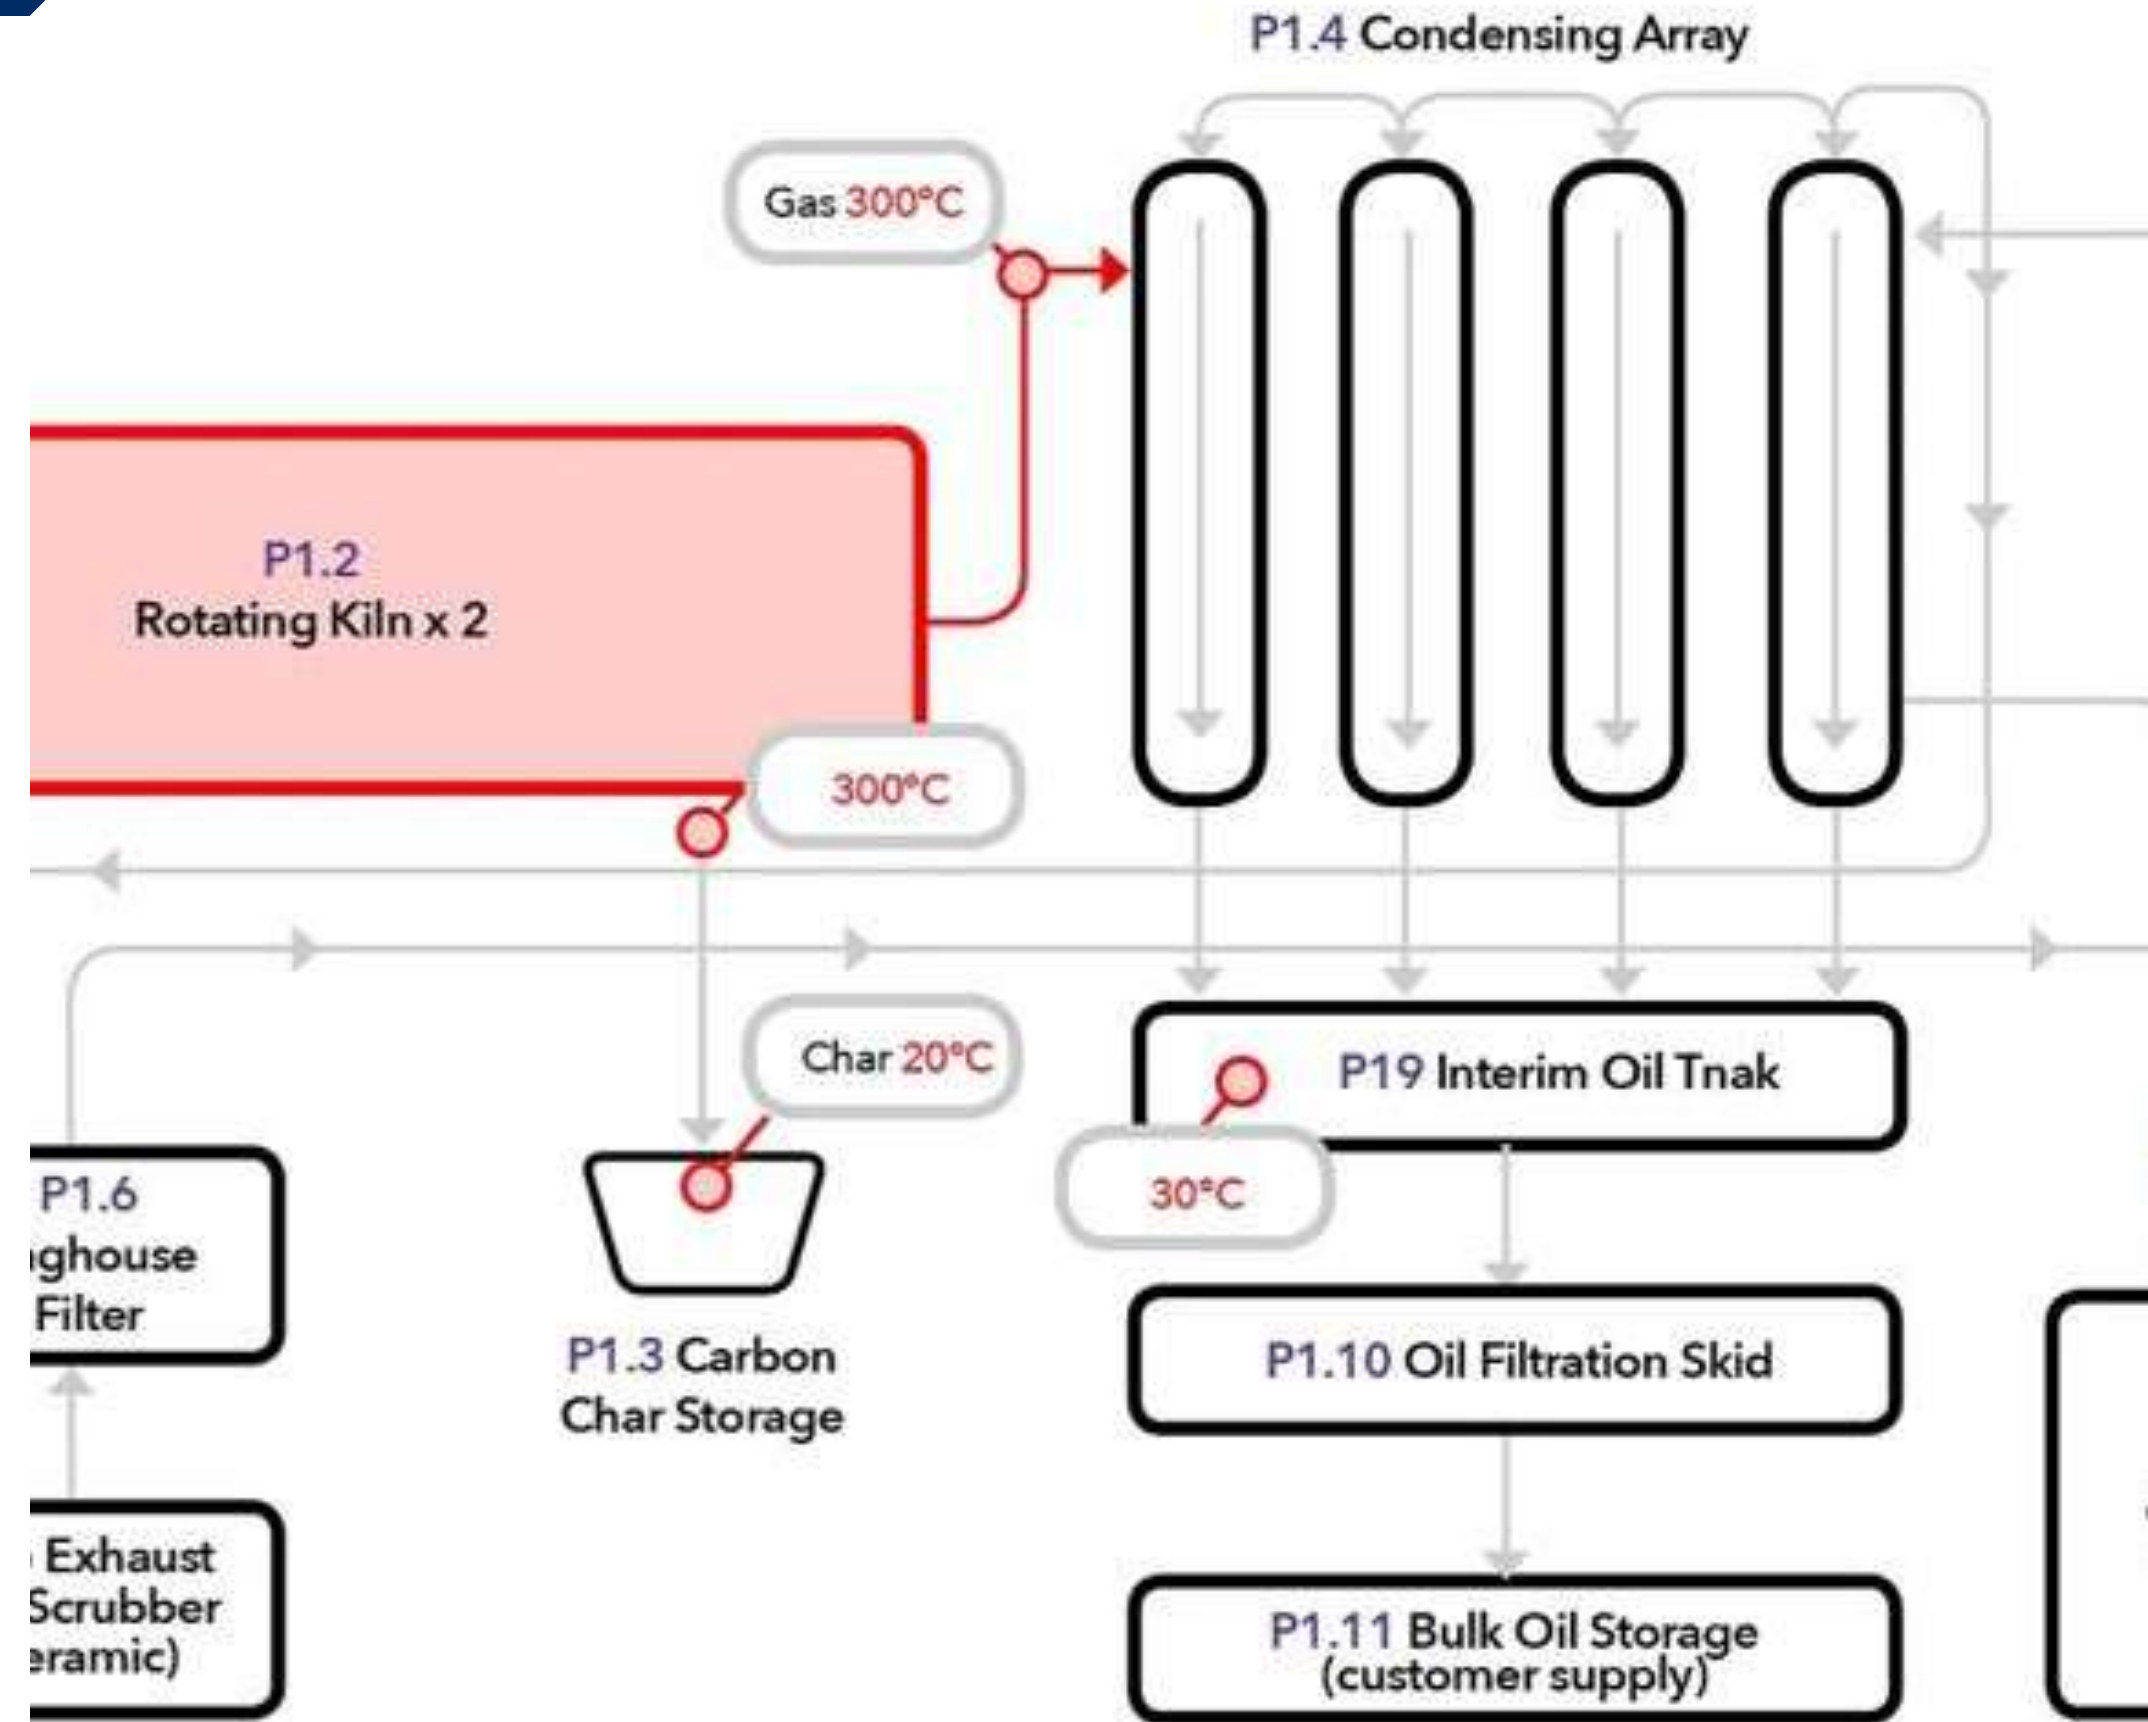 P1.4 Condensing Array
Gas 300°C
P1.2
Rotating Kiln x 2
300°C
Char 20°C
P19 Interim Oil Tnak
30°C
P1.6
ghouse
Filter
P1.3 Carbon
Char Storage
P1.10 Oil Filtration Skid
Exhaust
Scrubber
eramic)
P1.11 Bulk Oil Storage
(customer supply)